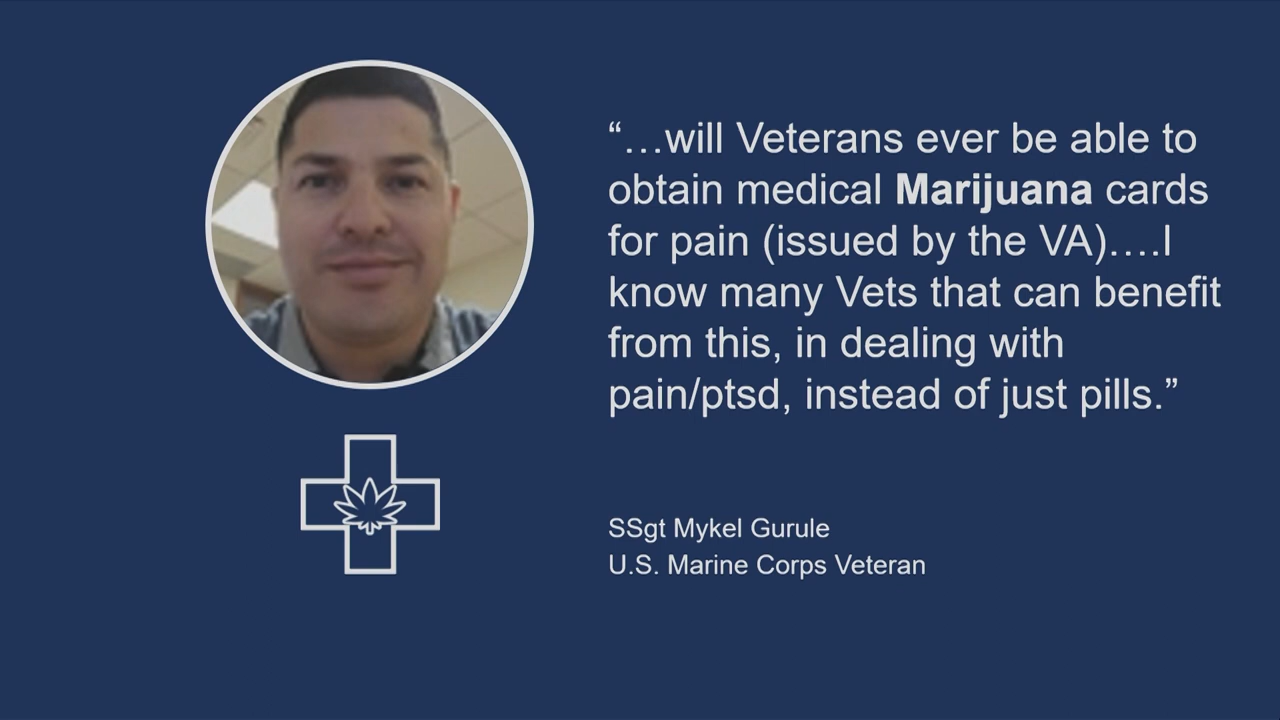 “…will Veterans ever be able to
obtain medical Marijuana cards
for pain (issued by the VA)….I
know many Vets that can benefit
from this, in dealing with
pain/ptsd, instead of just pills.”
SSgt Mykel Gurule
U.S. Marine Corps Veteran